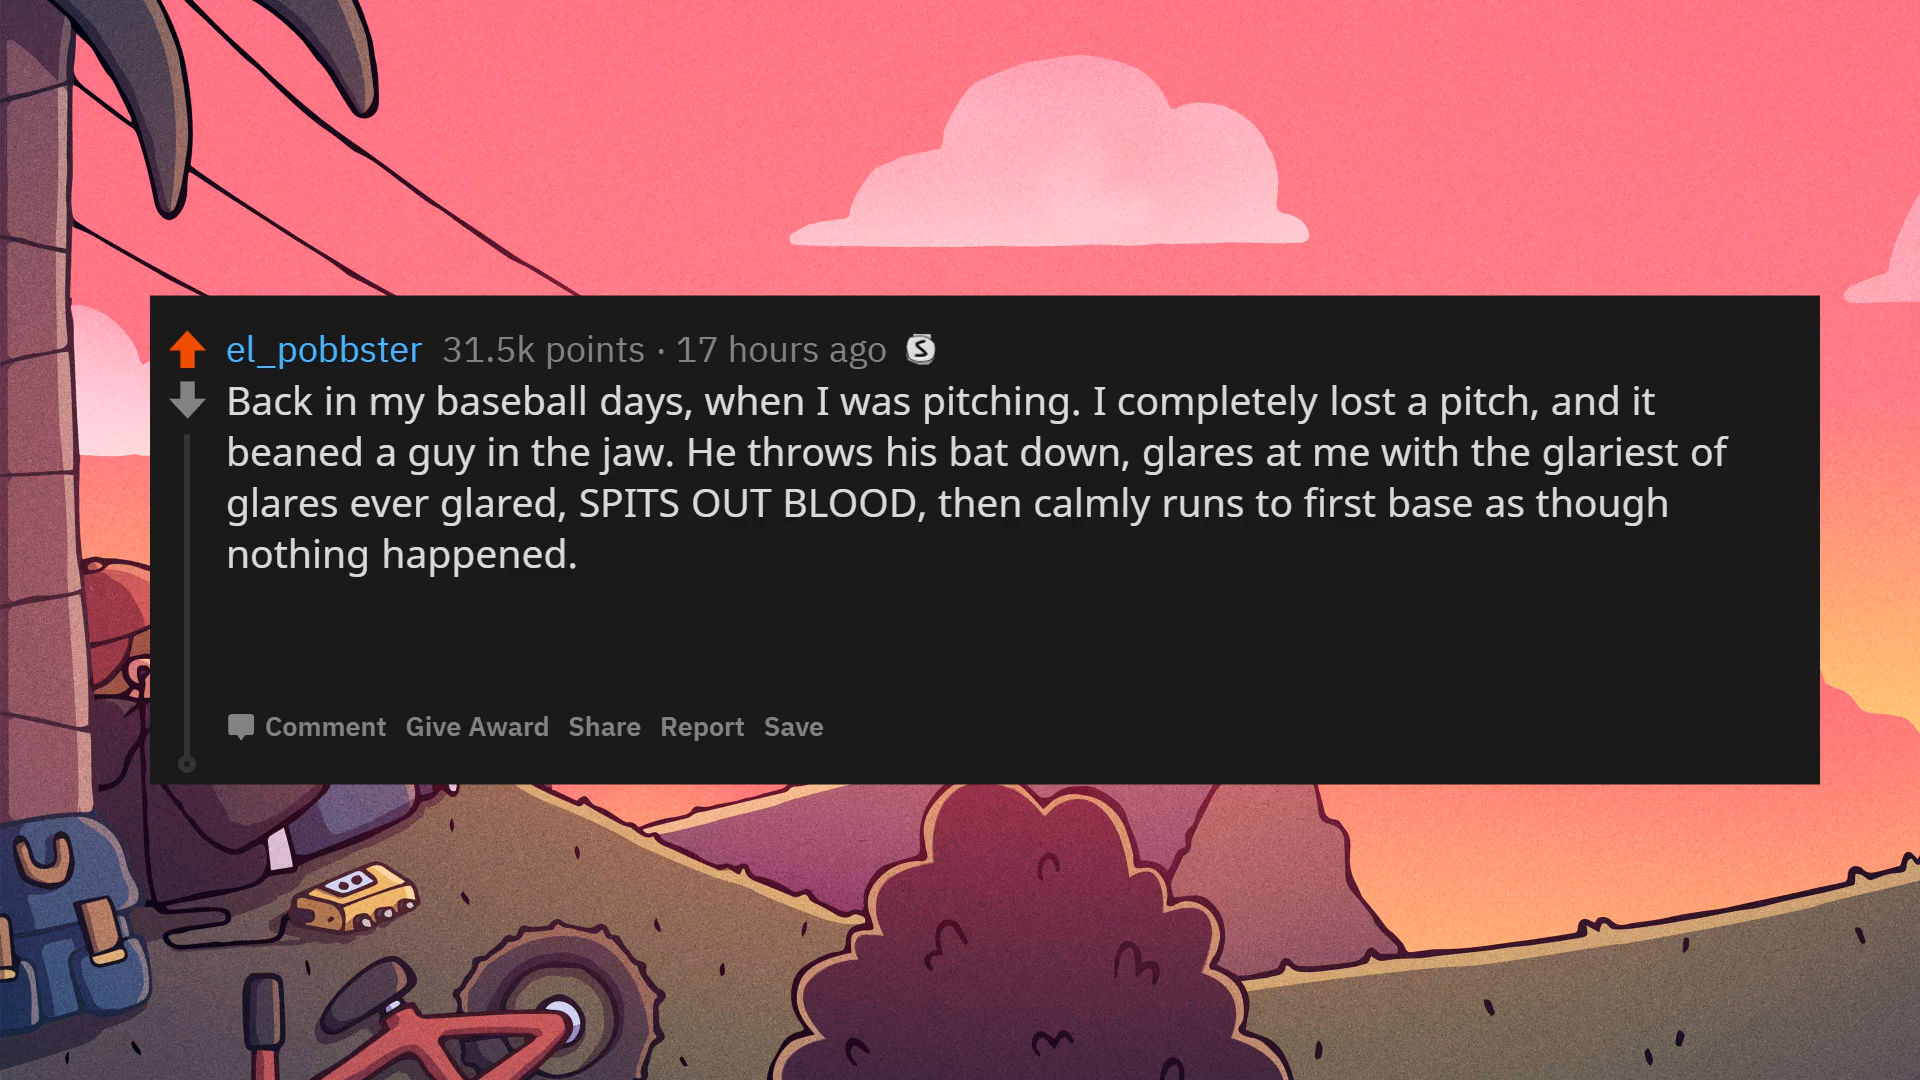 el_pobbster 31.5k points · 17 hours ago S
Back in my baseball days, when I was pitching. I completely lost a pitch, and it
beaned a guy in the jaw. He throws his bat down, glares at me with the glariest of
glares ever glared, SPITS OUT BLOOD, then calmly runs to first base as though
nothing happened.
Comment Give Award Share Report Save